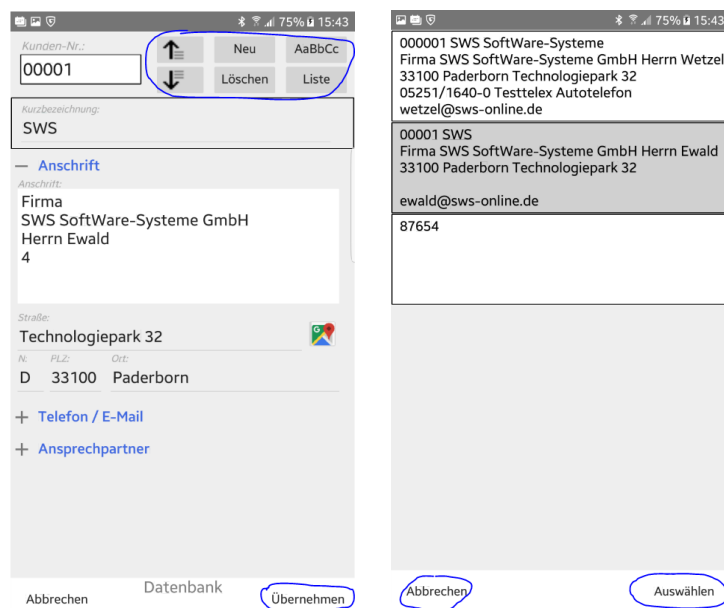 75% 15:43
Kunden-Nr.:
00001
Neu
AaBbCc
Löschen
Liste
Kurzbezeichnung:
SWS
Anschrift
Anschrift:
Firma
SWS SoftWare-Systeme GmbH
Herrn Ewald
4
Straße:
Technologiepark 32
N: PLZ: Ort:
D 33100 Paderborn
+ Telefon / E-Mail
+ Ansprechpartner
Abbrechen Datenbank Übernehmen
75% 15:43
000001 SWS SoftWare-Systeme
Firma SWS SoftWare-Systeme GmbH Herrn Wetzel
33100 Paderborn Technologiepark 32
05251/1640-0 Testtelex Autotelefon
wetzel@sws-online.de
00001 SWS
Firma SWS SoftWare-Systeme GmbH Herrn Ewald
33100 Paderborn Technologiepark 32
ewald@sws-online.de
87654
Abbrechen Auswählen